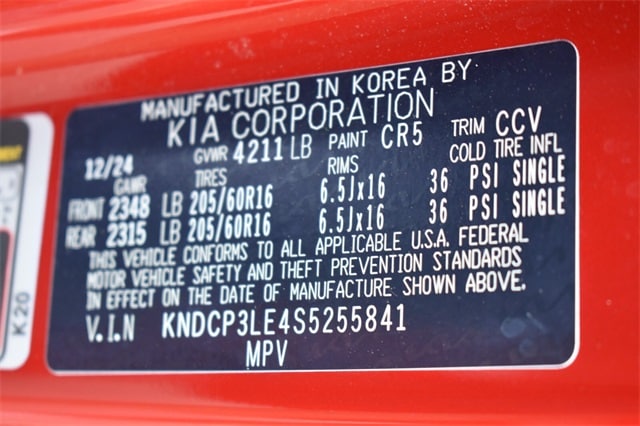 MANUFACTURED IN KOREA BY
KIA CORPORATION
12/24 GVWR 4211 LB PAINT CR5 TRIM CCV
GAWR TIRES RIMS COLD TIRE INFL
FRONT 2348 LB 205/60R16 6.5Jx16 36 PSI SINGLE
REAR 2315 LB 205/60R16 6.5Jx16 36 PSI SINGLE
THIS VEHICLE CONFORMS TO ALL APPLICABLE U.S.A. FEDERAL
MOTOR VEHICLE SAFETY AND THEFT PREVENTION STANDARDS
IN EFFECT ON THE DATE OF MANUFACTURE SHOWN ABOVE.
V.I.N KNDCP3LE4S5255841
MPV
K20